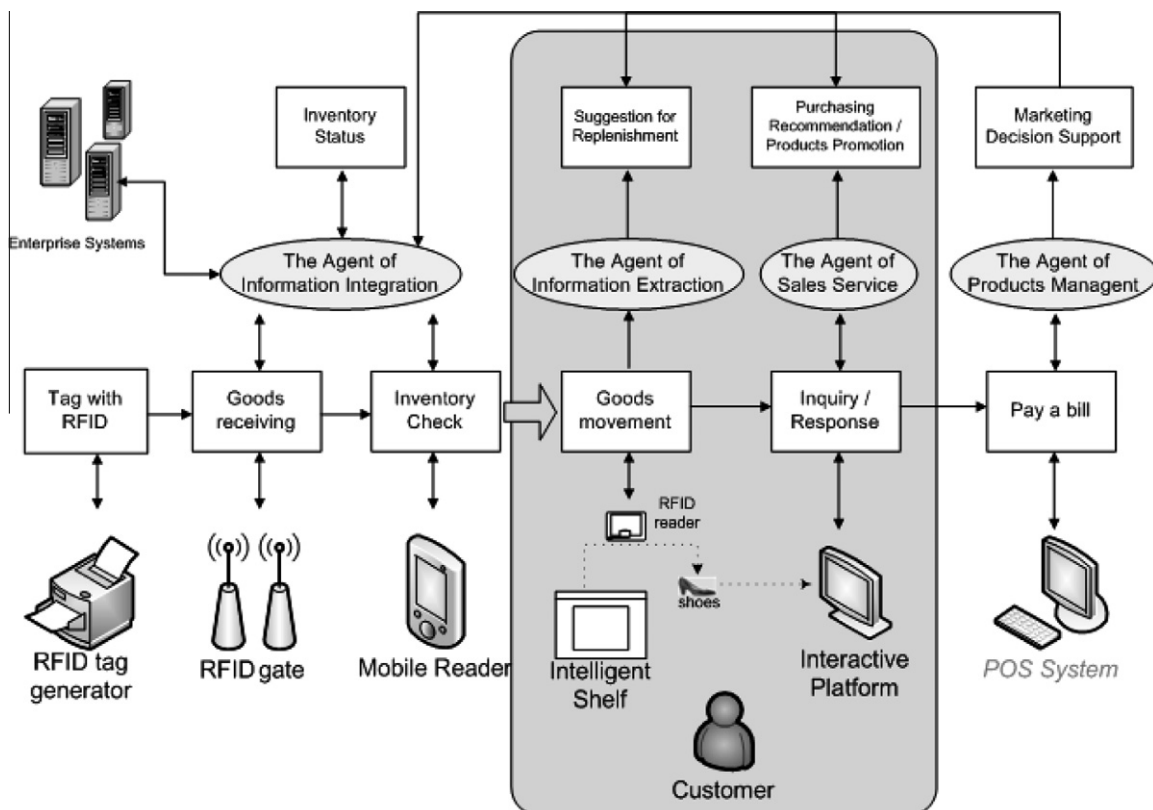 Inventory
Status
Suggestion for
Replenishment
Purchasing
Recommendation /
Products Promotion
Marketing
Decision Support
Enterprise Systems
The Agent of
Information Integration
The Agent of
Information Extraction
The Agent of
Sales Service
The Agent of
Products Managent
Tag with
RFID
Goods
receiving
Inventory
Check
Goods
movement
Inquiry /
Response
Pay a bill
RFID
reader
shoes
RFID tag
generator
RFID gate
Mobile Reader
Intelligent
Shelf
Interactive
Platform
POS System
Customer